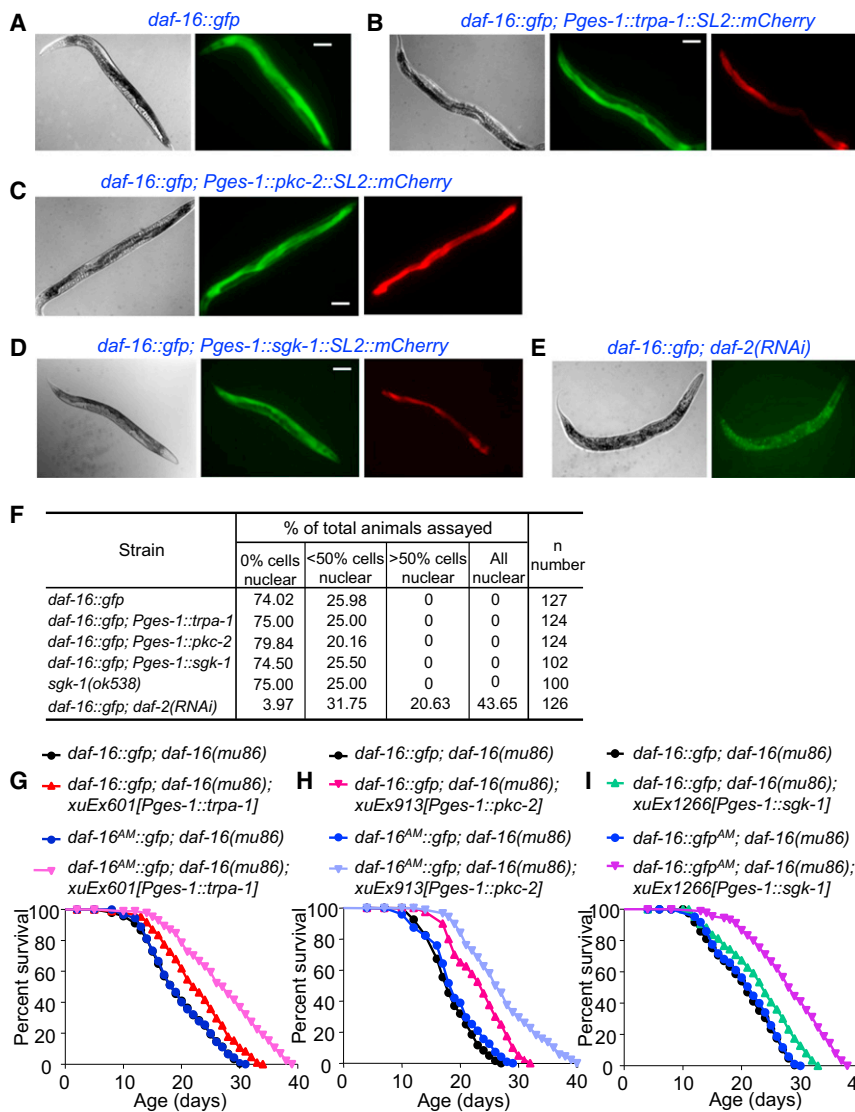 A
daf-16::gfp
B
daf-16::gfp; Pges-1::trpa-1::SL2::mCherry
C
daf-16::gfp; Pges-1::pkc-2::SL2::mCherry
D
daf-16::gfp; Pges-1::sgk-1::SL2::mCherry
E
daf-16::gfp; daf-2(RNAi)
F
Strain
% of total animals assayed
n number
0% cells nuclear
<50% cells nuclear
>50% cells nuclear
All nuclear
daf-16::gfp 74.02 25.98 0 0 127
daf-16::gfp; Pges-1::trpa-1 75.00 25.00 0 0 124
daf-16::gfp; Pges-1::pkc-2 79.84 20.16 0 0 124
daf-16::gfp; Pges-1::sgk-1 74.50 25.50 0 0 102
sgk-1(ok538) 75.00 25.00 0 0 100
daf-16::gfp; daf-2(RNAi) 3.97 31.75 20.63 43.65 126
G
daf-16::gfp; daf-16(mu86)
daf-16::gfp; daf-16(mu86);
xuEx601[Pges-1::trpa-1]
daf-16AM::gfp; daf-16(mu86)
daf-16AM::gfp; daf-16(mu86);
xuEx601[Pges-1::trpa-1]
Percent survival
100
80
60
40
20
0
0 10 20 30 40
Age (days)
H
daf-16::gfp; daf-16(mu86)
daf-16::gfp; daf-16(mu86);
xuEx913[Pges-1::pkc-2]
daf-16AM::gfp; daf-16(mu86)
daf-16AM::gfp; daf-16(mu86);
xuEx913[Pges-1::pkc-2]
Percent survival
100
80
60
40
20
0
0 10 20 30 40
Age (days)
I
daf-16::gfp; daf-16(mu86)
daf-16::gfp; daf-16(mu86);
xuEx1266[Pges-1::sgk-1]
daf-16::gfpAM; daf-16(mu86)
daf-16::gfpAM; daf-16(mu86);
xuEx1266[Pges-1::sgk-1]
Percent survival
100
80
60
40
20
0
0 10 20 30
Age (days)